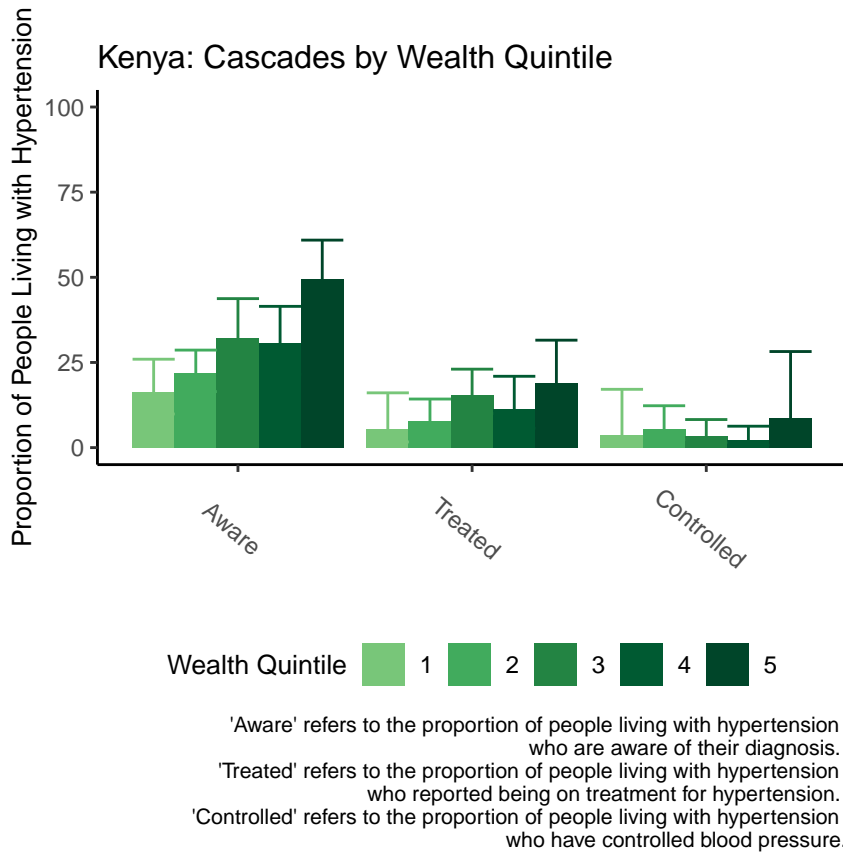 Kenya: Cascades by Wealth Quintile
Proportion of People Living with Hypertension
100
75
50
25
0
Aware
Treated
Controlled
Wealth Quintile 1 2 3 4 5
'Aware' refers to the proportion of people living with hypertension
who are aware of their diagnosis.
'Treated' refers to the proportion of people living with hypertension
who reported being on treatment for hypertension.
'Controlled' refers to the proportion of people living with hypertension
who have controlled blood pressure.